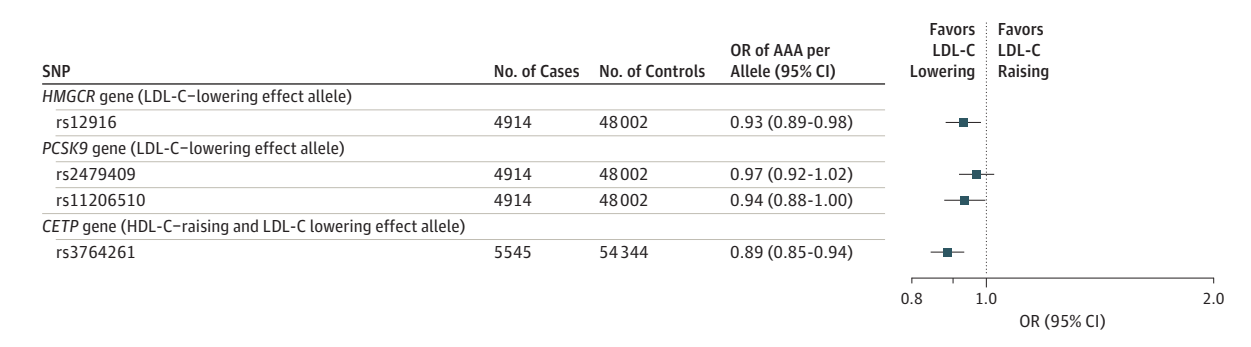 SNP No. of Cases No. of Controls OR of AAA per Allele (95% CI) Favors LDL-C Lowering Favors LDL-C Raising
HMGCR gene (LDL-C–lowering effect allele)
rs12916 4914 48002 0.93 (0.89-0.98)
PCSK9 gene (LDL-C–lowering effect allele)
rs2479409 4914 48002 0.97 (0.92-1.02)
rs11206510 4914 48002 0.94 (0.88-1.00)
CETP gene (HDL-C–raising and LDL-C lowering effect allele)
rs3764261 5545 54344 0.89 (0.85-0.94)
0.8 1.0 2.0
OR (95% CI)